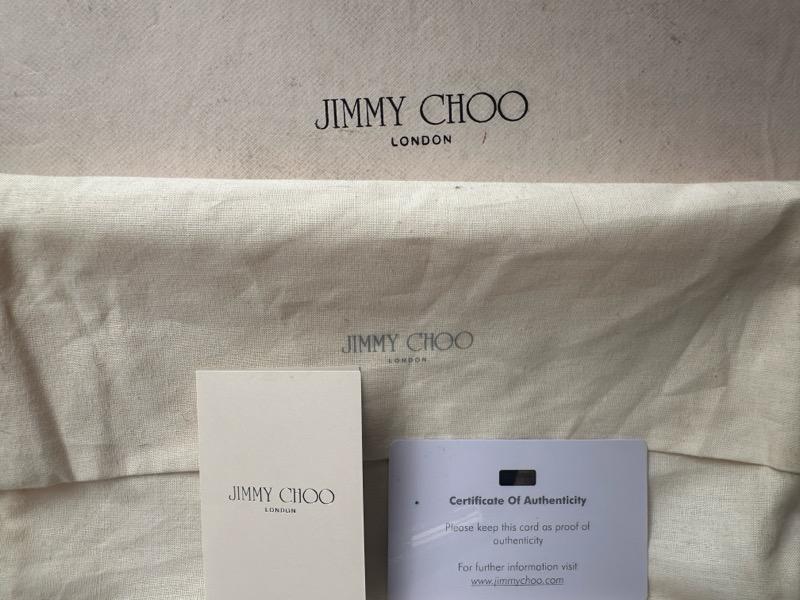 JIMMY CHOO
LONDON
JIMMY CHOO
LONDON
JIMMY CHOO
LONDON
Certificate Of Authenticity
Please keep this card as proof of
authenticity
For further information visit
www.jimmychoo.com